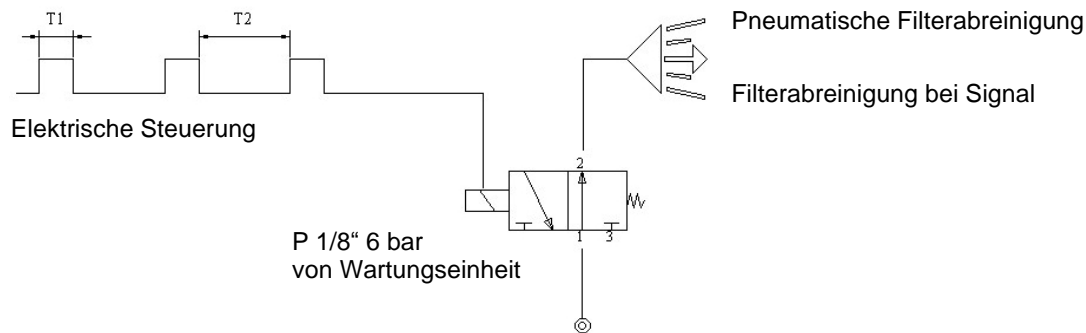 T1
T2
Pneumatische Filterabreinigung
Filterabreinigung bei Signal
Elektrische Steuerung
2
1
3
P 1/8“ 6 bar
von Wartungseinheit